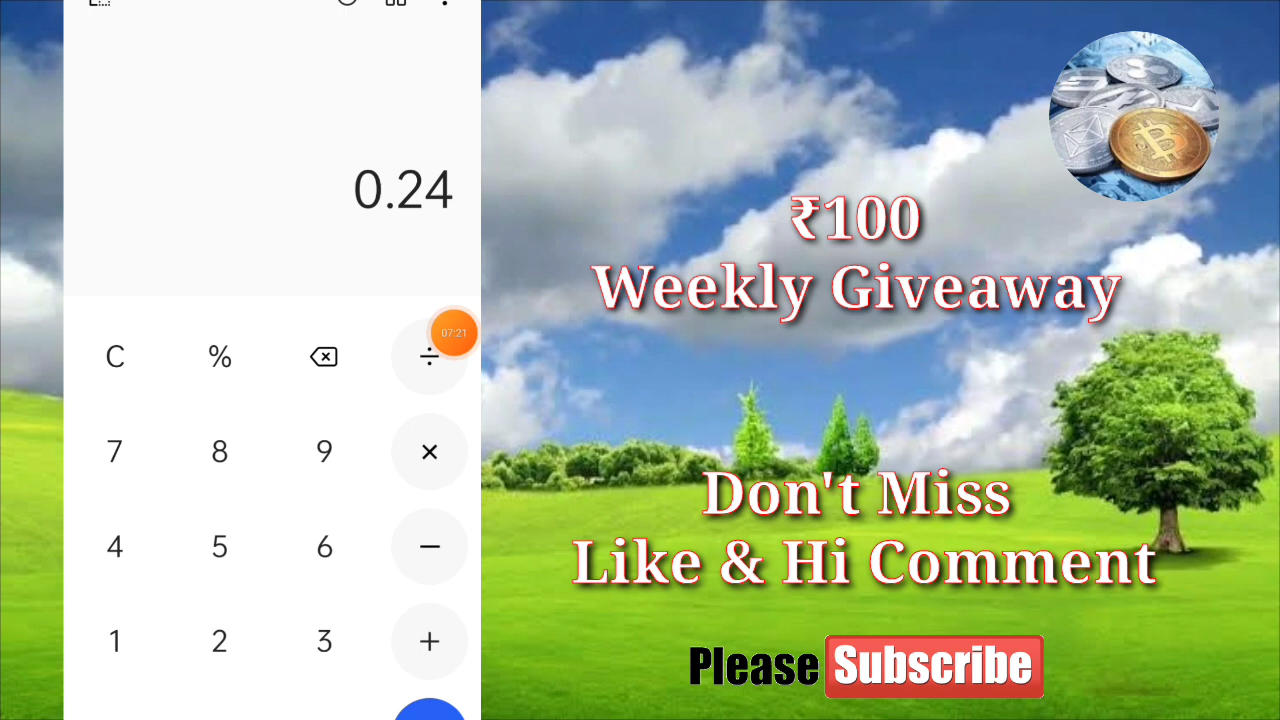 0.24
07:21
C % ÷
7 8 9 ×
4 5 6 −
1 2 3 +
₹100
Weekly Giveaway
Don't Miss
Like & Hi Comment
Please Subscribe